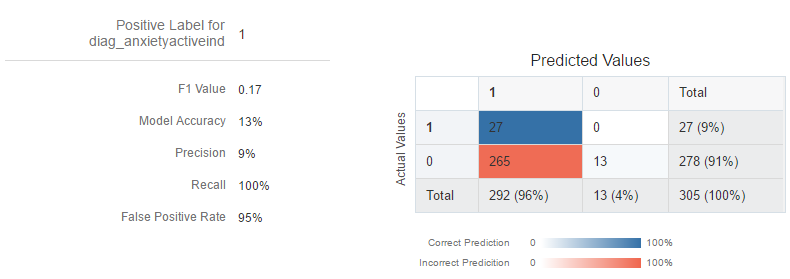 Positive Label for
diag_anxietyactiveind 1
F1 Value 0.17
Model Accuracy 13%
Precision 9%
Recall 100%
False Positive Rate 95%
Predicted Values
1 0 Total
Actual Values
1 27 0 27 (9%)
0 265 13 278 (91%)
Total 292 (96%) 13 (4%) 305 (100%)
Correct Prediction 0 100%
Incorrect Predicition 0 100%